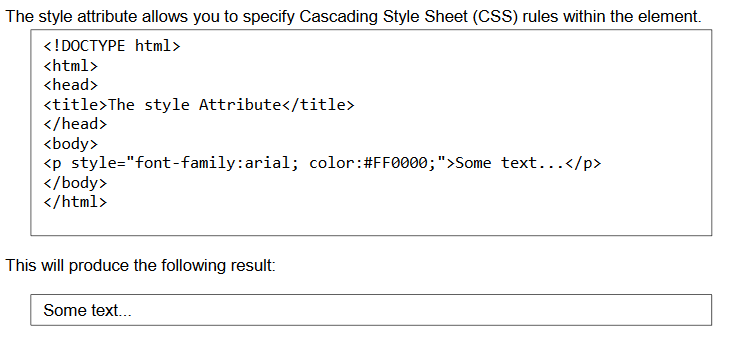 The style attribute allows you to specify Cascading Style Sheet (CSS) rules within the element.
<!DOCTYPE html>
<html>
<head>
<title>The style Attribute</title>
</head>
<body>
<p style="font-family:arial; color:#FF0000;">Some text...</p>
</body>
</html>
This will produce the following result:
Some text...